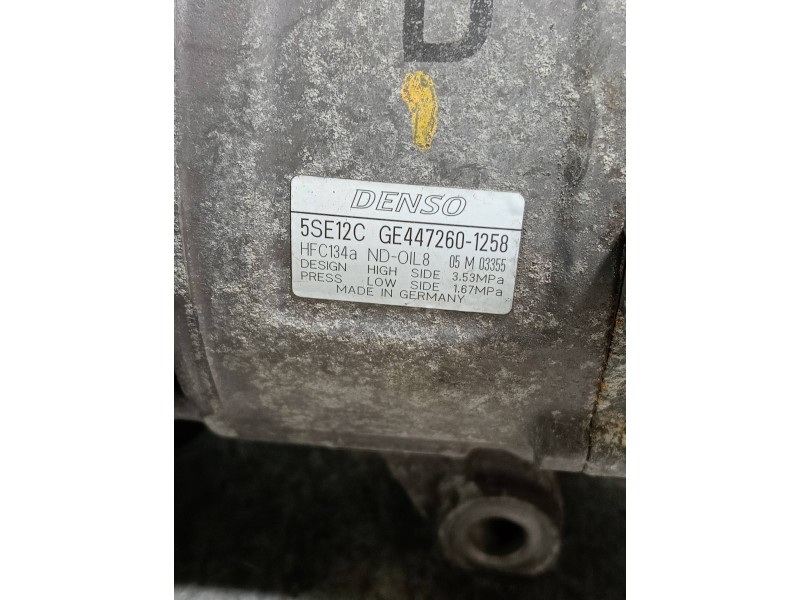 D
DENSO
5SE12C GE447260-1258
HFC134a ND-OIL8 05 M 03355
DESIGN HIGH SIDE 3.53MPa
PRESS LOW SIDE 1.67MPa
MADE IN GERMANY